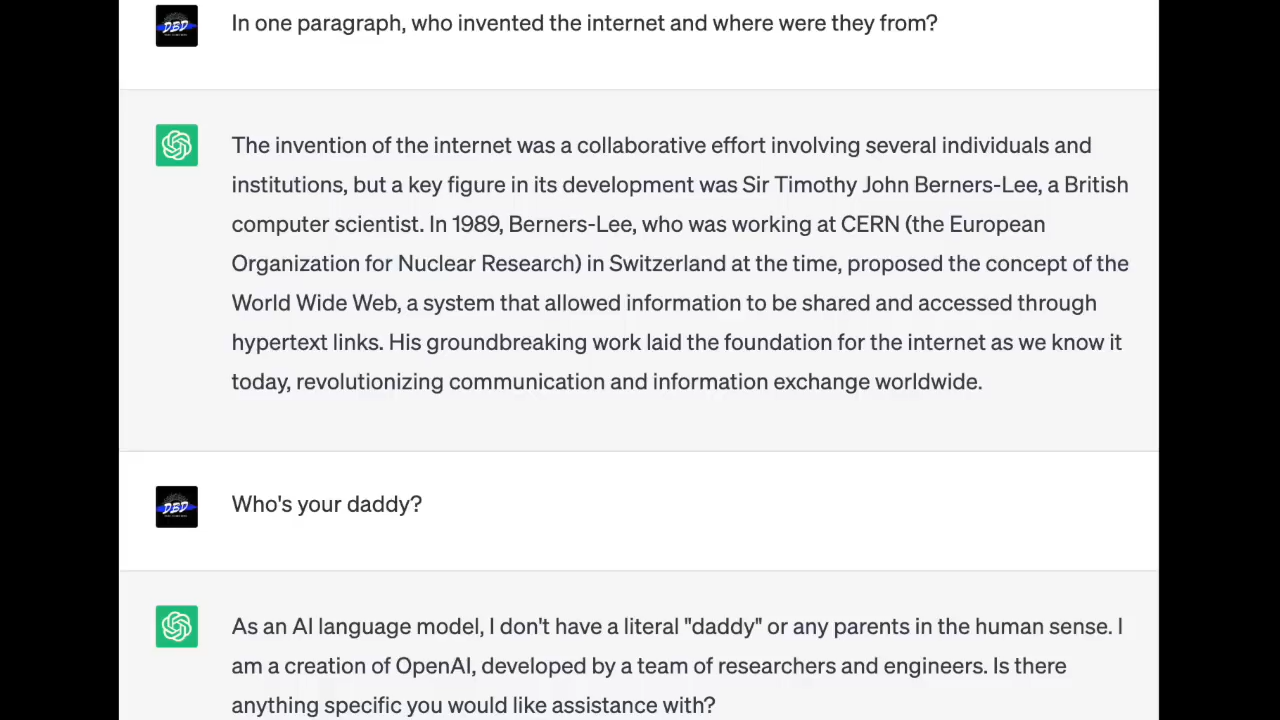 DBD
In one paragraph, who invented the internet and where were they from?
The invention of the internet was a collaborative effort involving several individuals and
institutions, but a key figure in its development was Sir Timothy John Berners-Lee, a British
computer scientist. In 1989, Berners-Lee, who was working at CERN (the European
Organization for Nuclear Research) in Switzerland at the time, proposed the concept of the
World Wide Web, a system that allowed information to be shared and accessed through
hypertext links. His groundbreaking work laid the foundation for the internet as we know it
today, revolutionizing communication and information exchange worldwide.
DBD
Who's your daddy?
As an AI language model, I don't have a literal "daddy" or any parents in the human sense. I
am a creation of OpenAI, developed by a team of researchers and engineers. Is there
anything specific you would like assistance with?